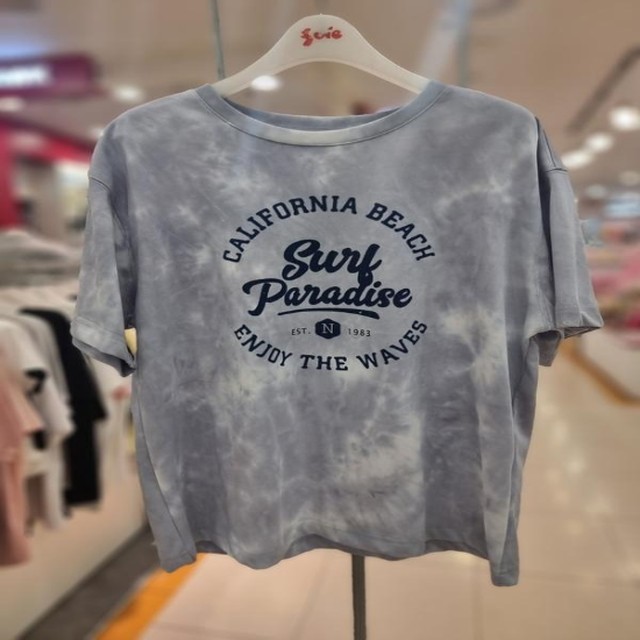 CALIFORNIA BEACH
Surf
Paradise
EST. N 1983
ENJOY THE WAVES